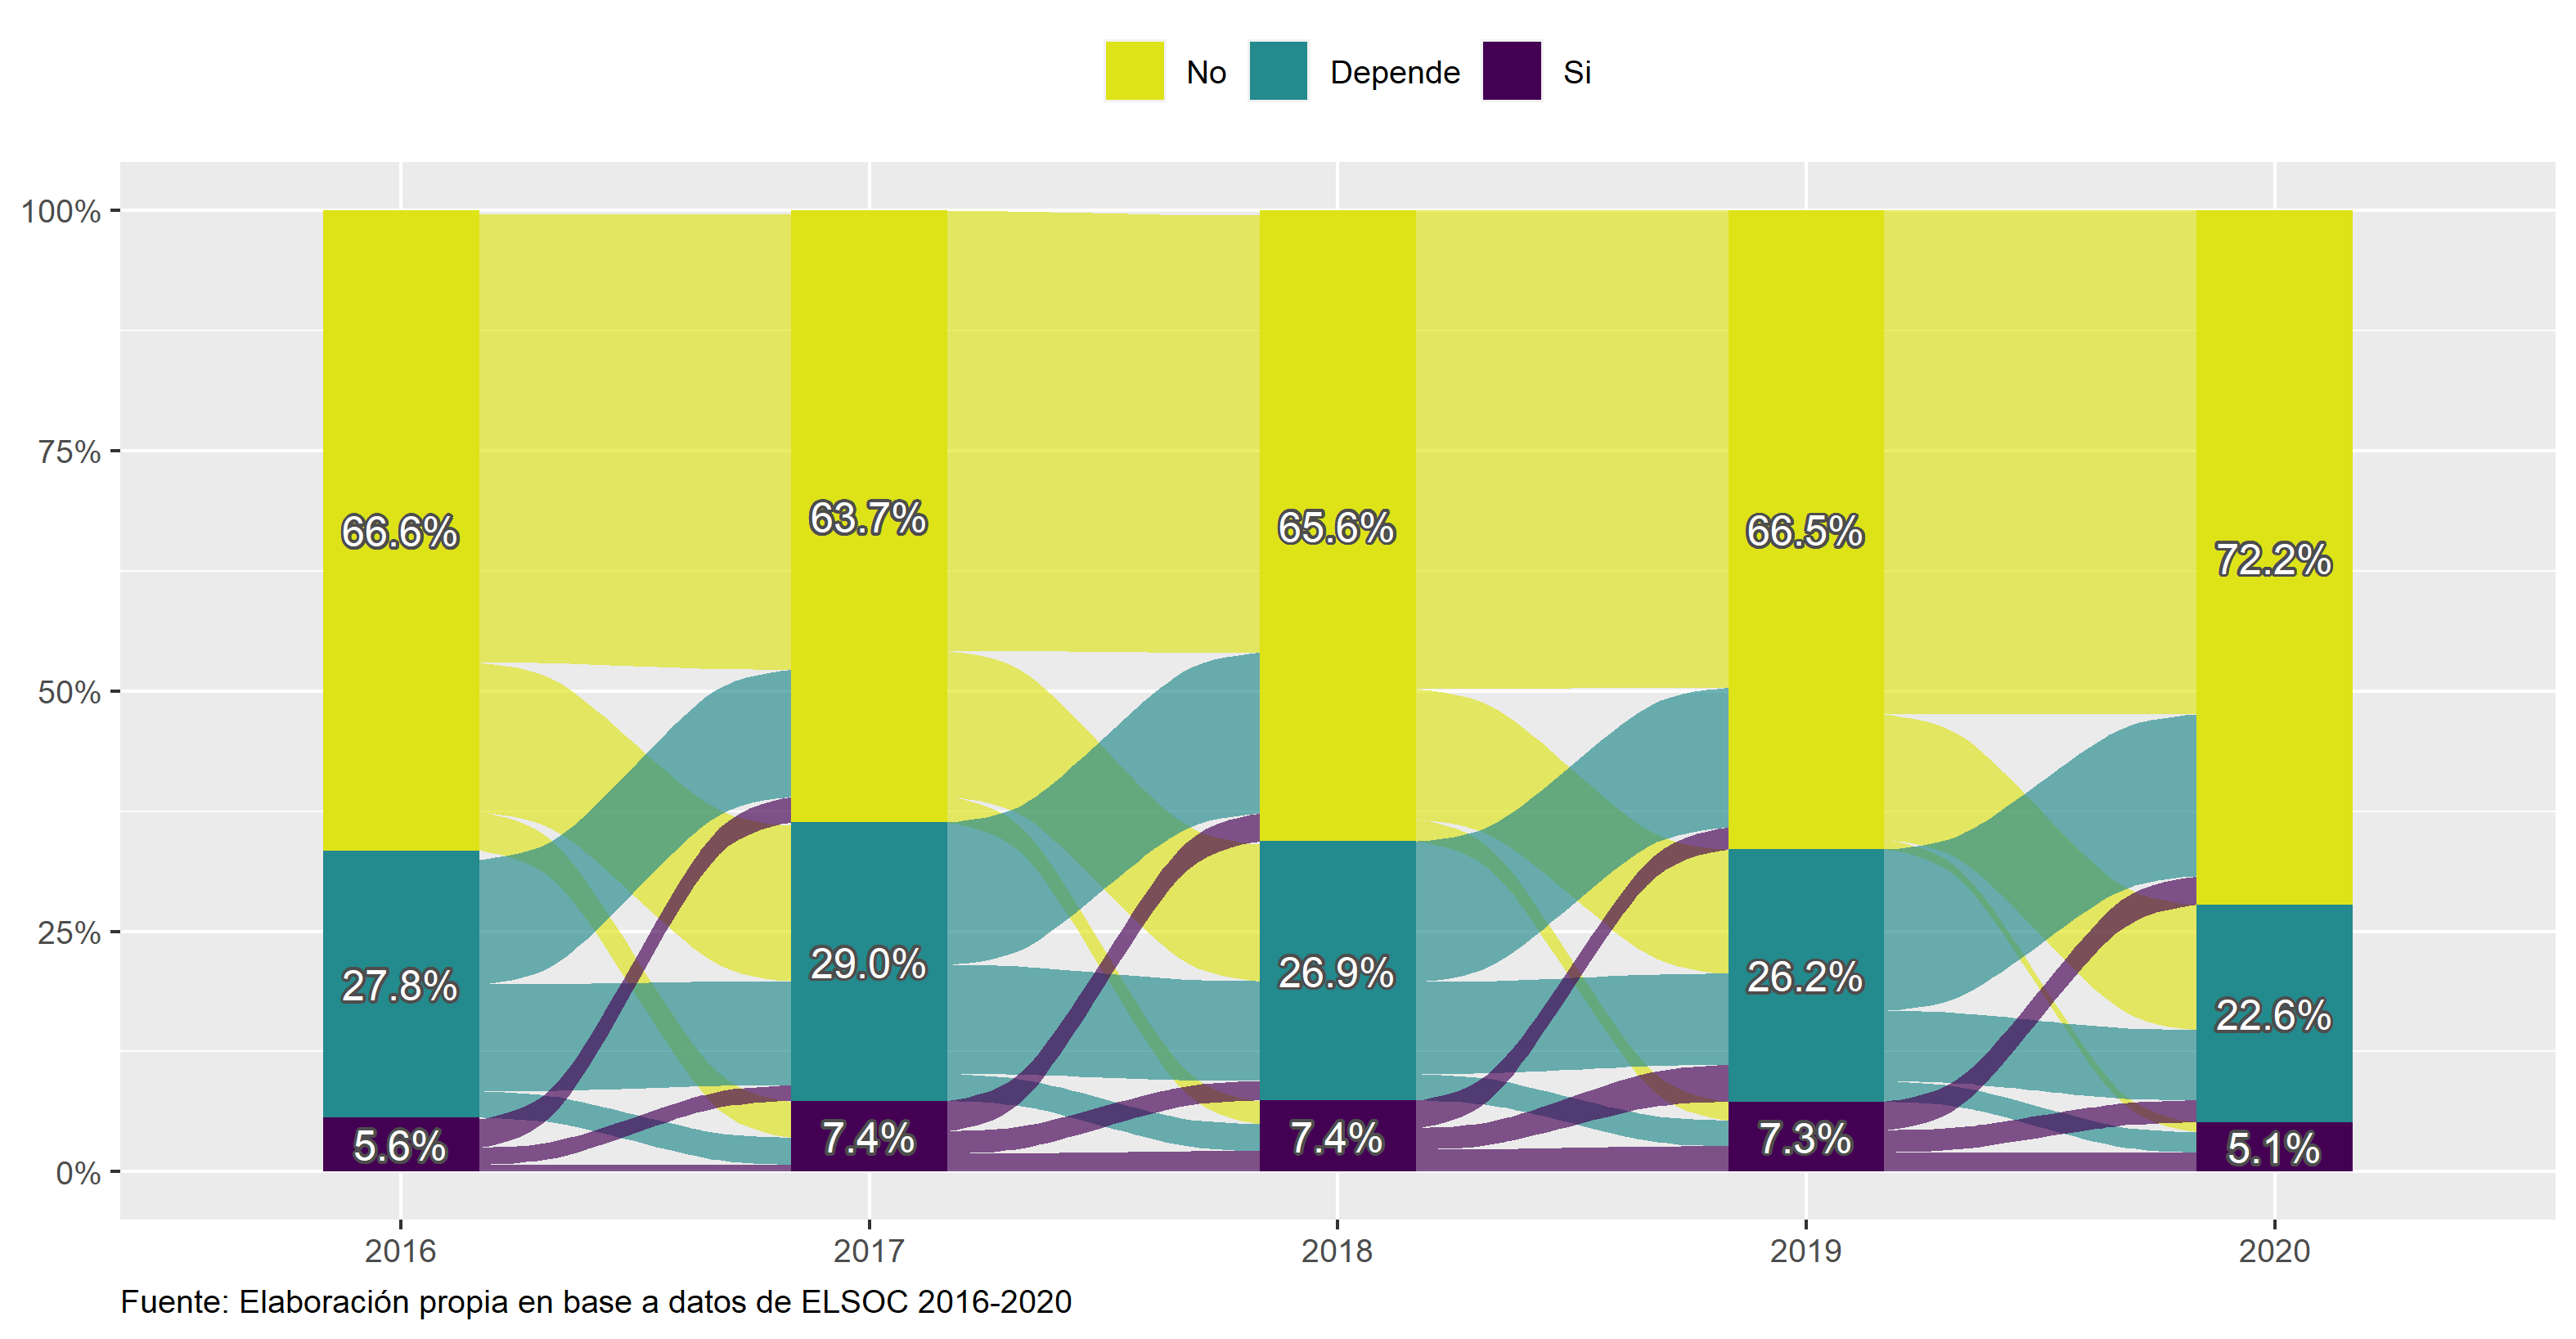 No Depende Si
100%
75%
50%
25%
0%
66.6% 63.7% 65.6% 66.5% 72.2%
27.8% 29.0% 26.9% 26.2% 22.6%
5.6% 7.4% 7.4% 7.3% 5.1%
2016 2017 2018 2019 2020
Fuente: Elaboración propia en base a datos de ELSOC 2016-2020